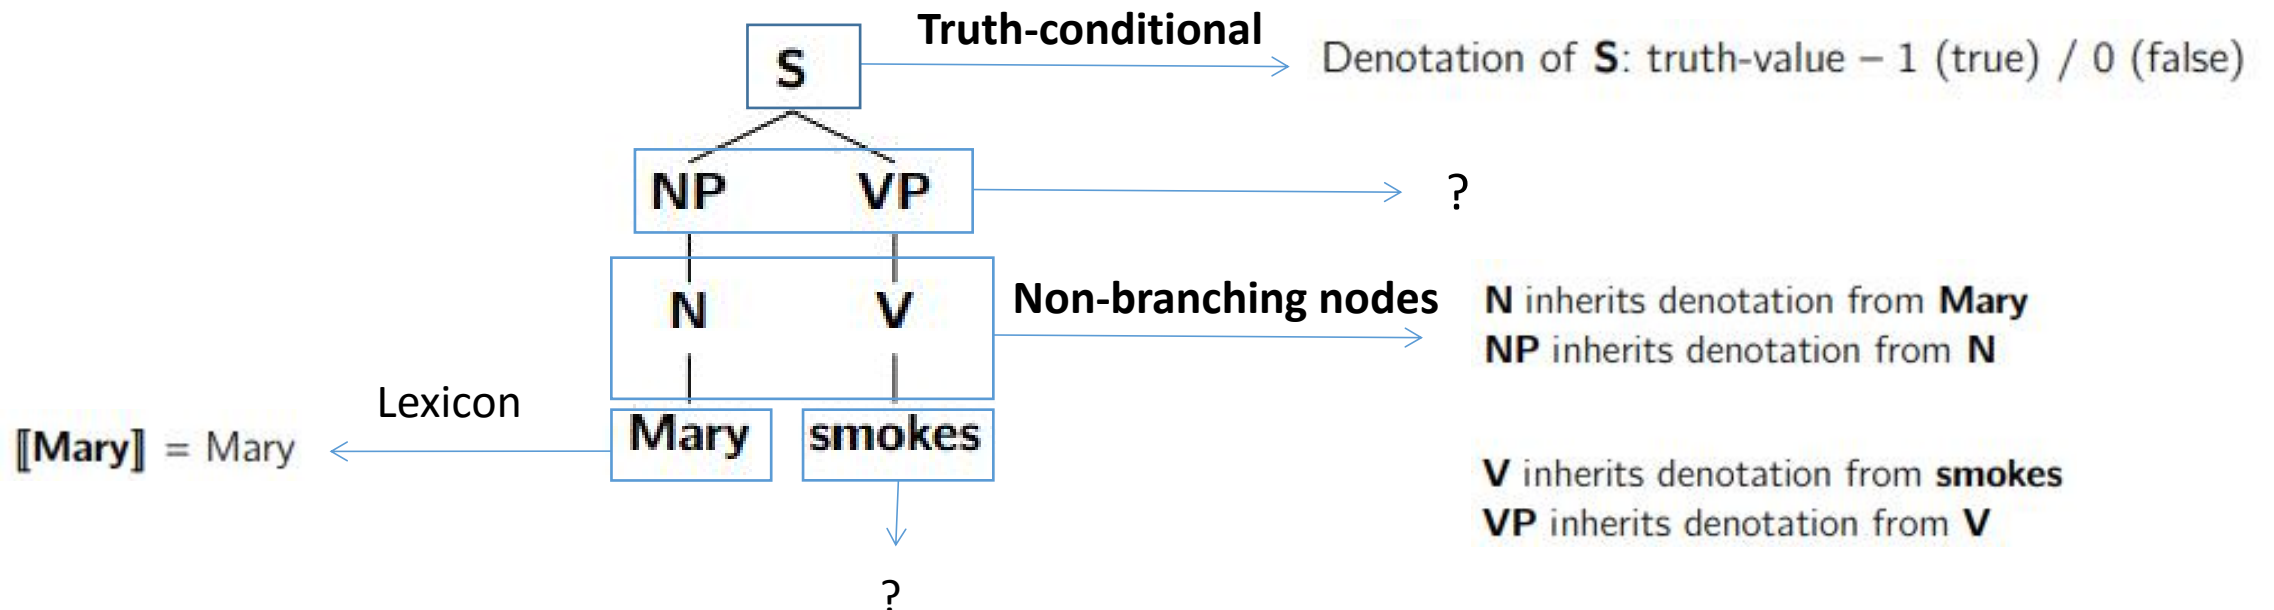 Truth-conditional
S
Denotation of S: truth-value – 1 (true) / 0 (false)
NP VP
?
N V
Non-branching nodes
N inherits denotation from Mary
NP inherits denotation from N
Lexicon
⟦Mary⟧ = Mary
Mary smokes
V inherits denotation from smokes
VP inherits denotation from V
?